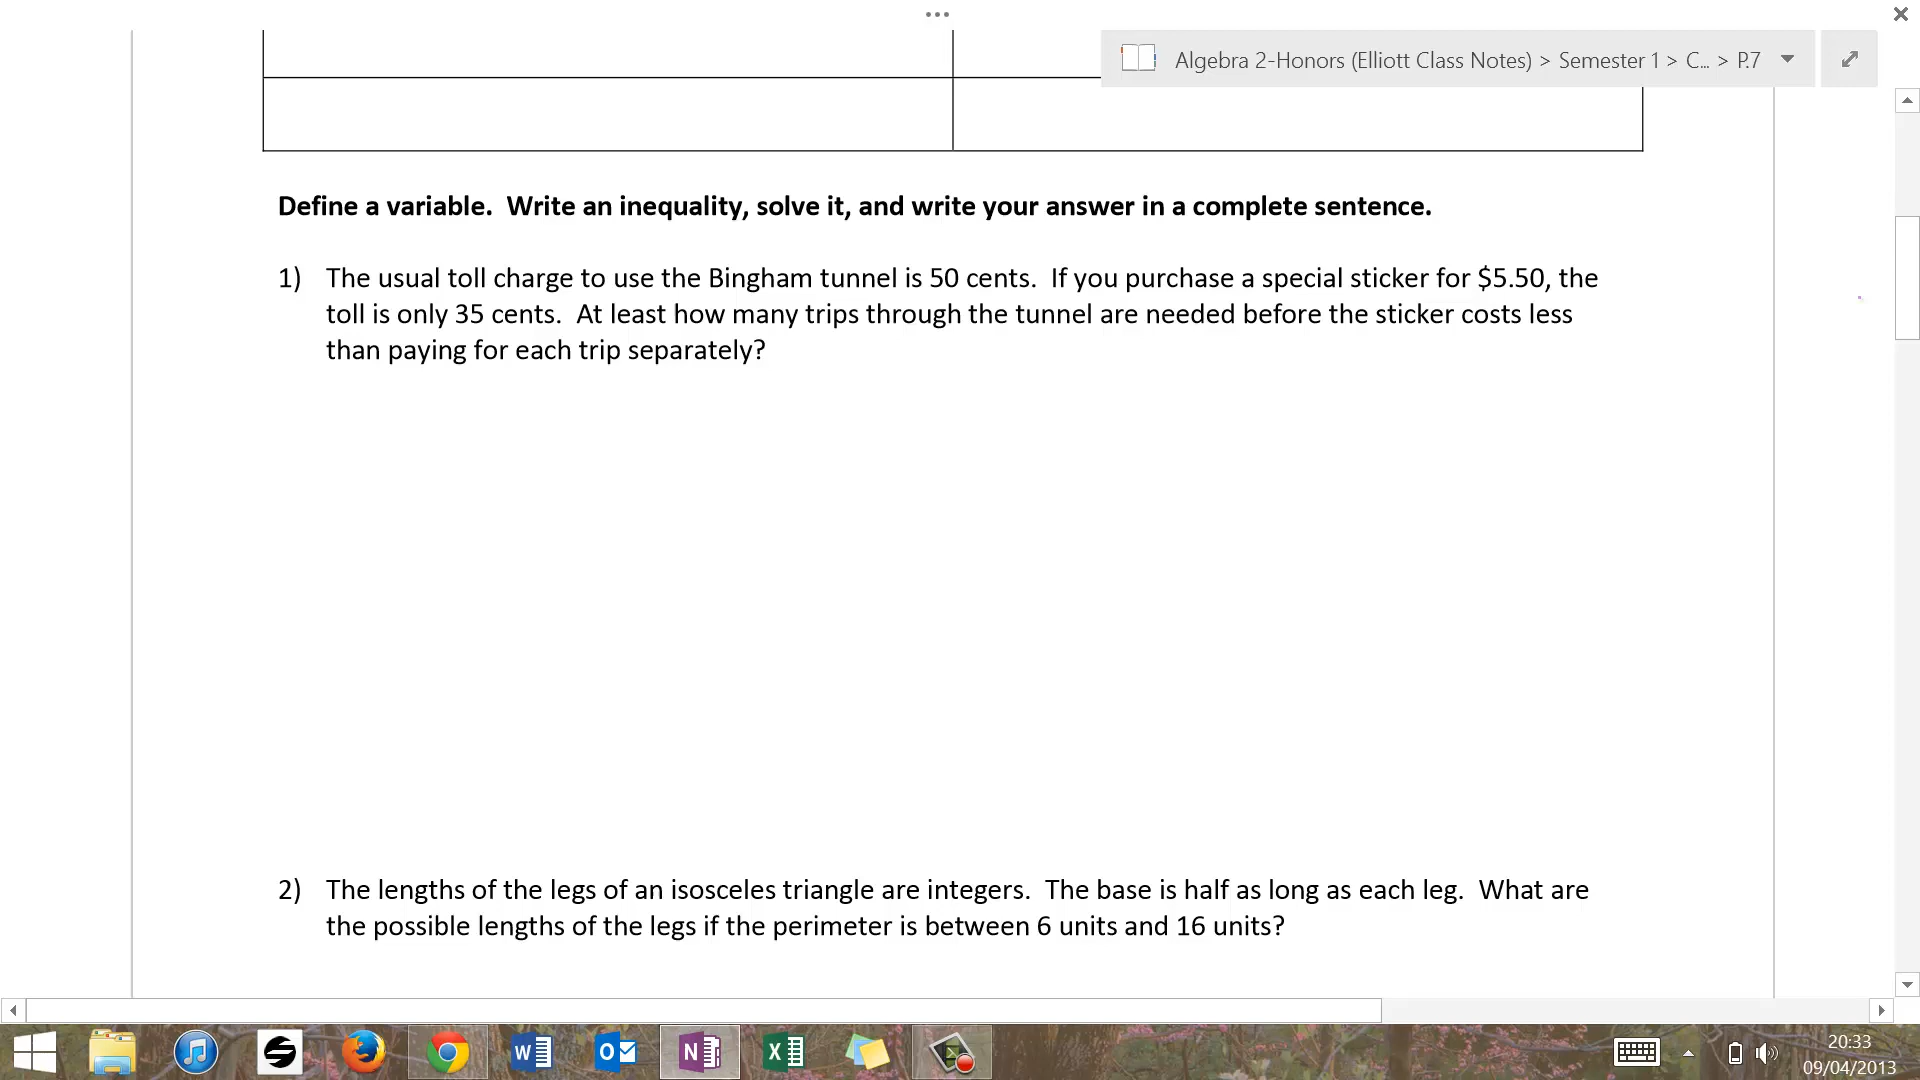 Algebra 2-Honors (Elliott Class Notes) > Semester 1 > C... > P.7
Define a variable.  Write an inequality, solve it, and write your answer in a complete sentence.
1) The usual toll charge to use the Bingham tunnel is 50 cents.  If you purchase a special sticker for $5.50, the
toll is only 35 cents.  At least how many trips through the tunnel are needed before the sticker costs less
than paying for each trip separately?
2) The lengths of the legs of an isosceles triangle are integers.  The base is half as long as each leg.  What are
the possible lengths of the legs if the perimeter is between 6 units and 16 units?
20:33
09/04/2013